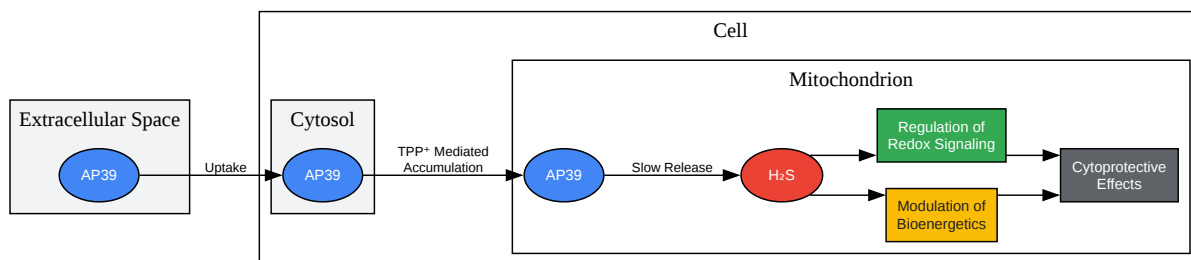 Cell
Mitochondrion
Extracellular Space
Cytosol
AP39
Uptake
AP39
TPP⁺ Mediated
Accumulation
AP39
Slow Release
H₂S
Regulation of
Redox Signaling
Modulation of
Bioenergetics
Cytoprotective
Effects